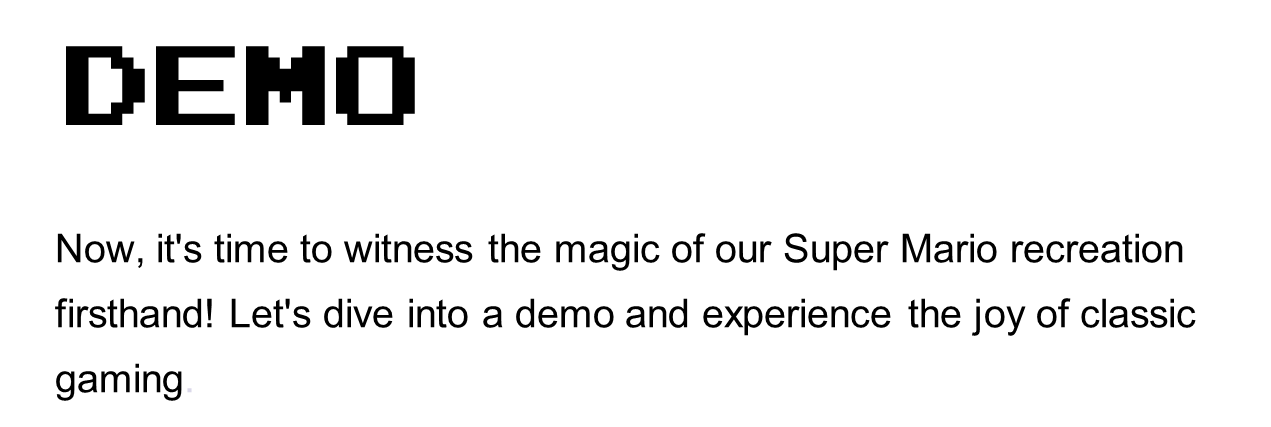 DEMO
Now, it's time to witness the magic of our Super Mario recreation
firsthand! Let's dive into a demo and experience the joy of classic
gaming.